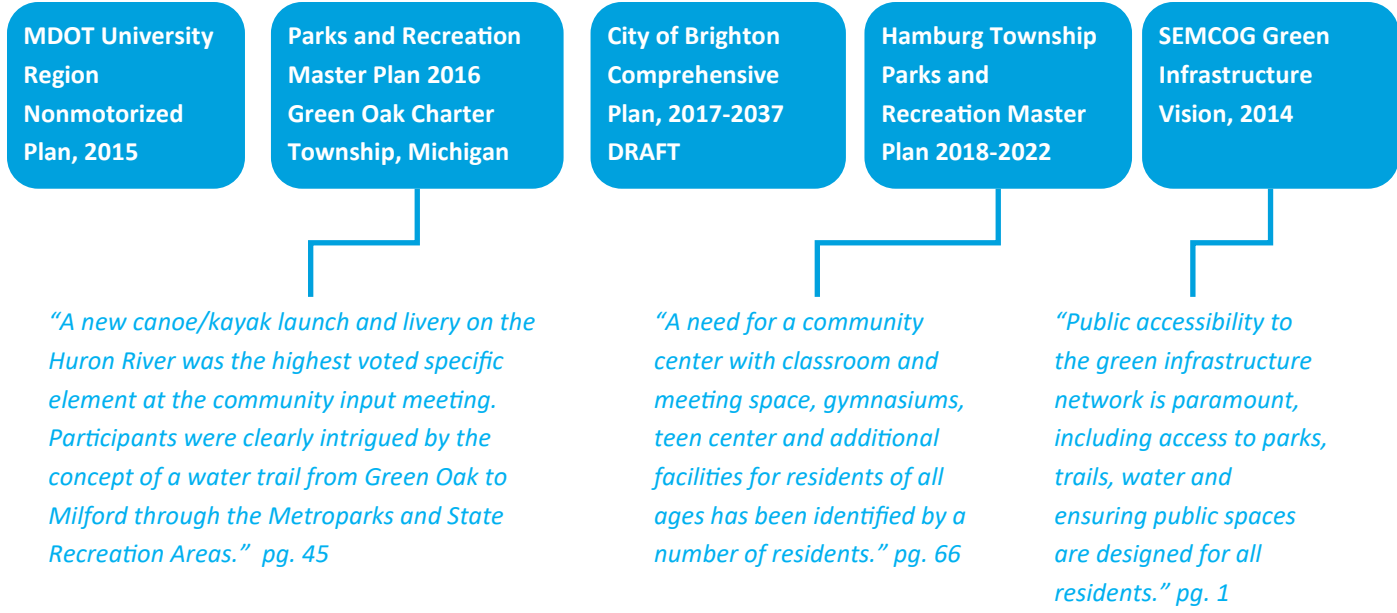 MDOT University
Region
Nonmotorized
Plan, 2015
Parks and Recreation
Master Plan 2016
Green Oak Charter
Township, Michigan
City of Brighton
Comprehensive
Plan, 2017-2037
DRAFT
Hamburg Township
Parks and
Recreation Master
Plan 2018-2022
SEMCOG Green
Infrastructure
Vision, 2014
“A new canoe/kayak launch and livery on the
Huron River was the highest voted specific
element at the community input meeting.
Participants were clearly intrigued by the
concept of a water trail from Green Oak to
Milford through the Metroparks and State
Recreation Areas.” pg. 45
“A need for a community
center with classroom and
meeting space, gymnasiums,
teen center and additional
facilities for residents of all
ages has been identified by a
number of residents.” pg. 66
“Public accessibility to
the green infrastructure
network is paramount,
including access to parks,
trails, water and
ensuring public spaces
are designed for all
residents.” pg. 1